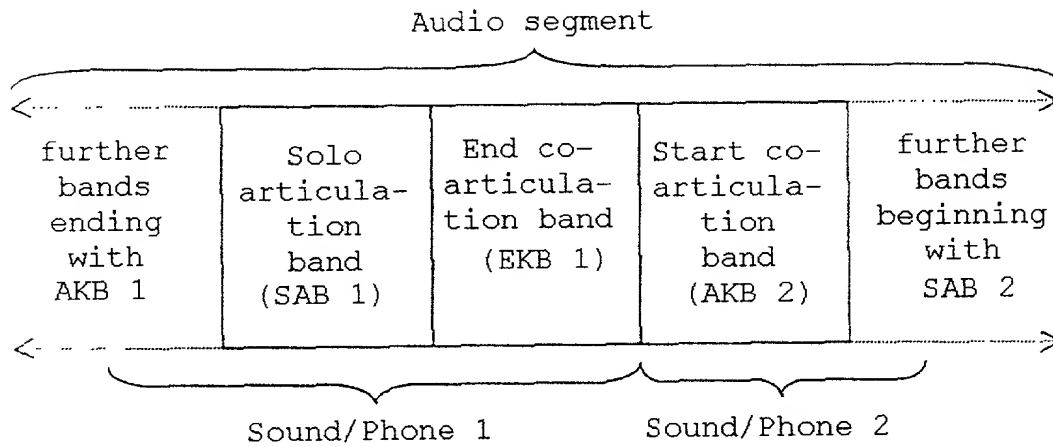 Audio segment
further
bands
ending
with
AKB 1
Solo
articula-
tion
band
(SAB 1)
End co-
articula-
tion band
(EKB 1)
Start co-
articula-
tion
band
(AKB 2)
further
bands
beginning
with
SAB 2
Sound/Phone 1
Sound/Phone 2